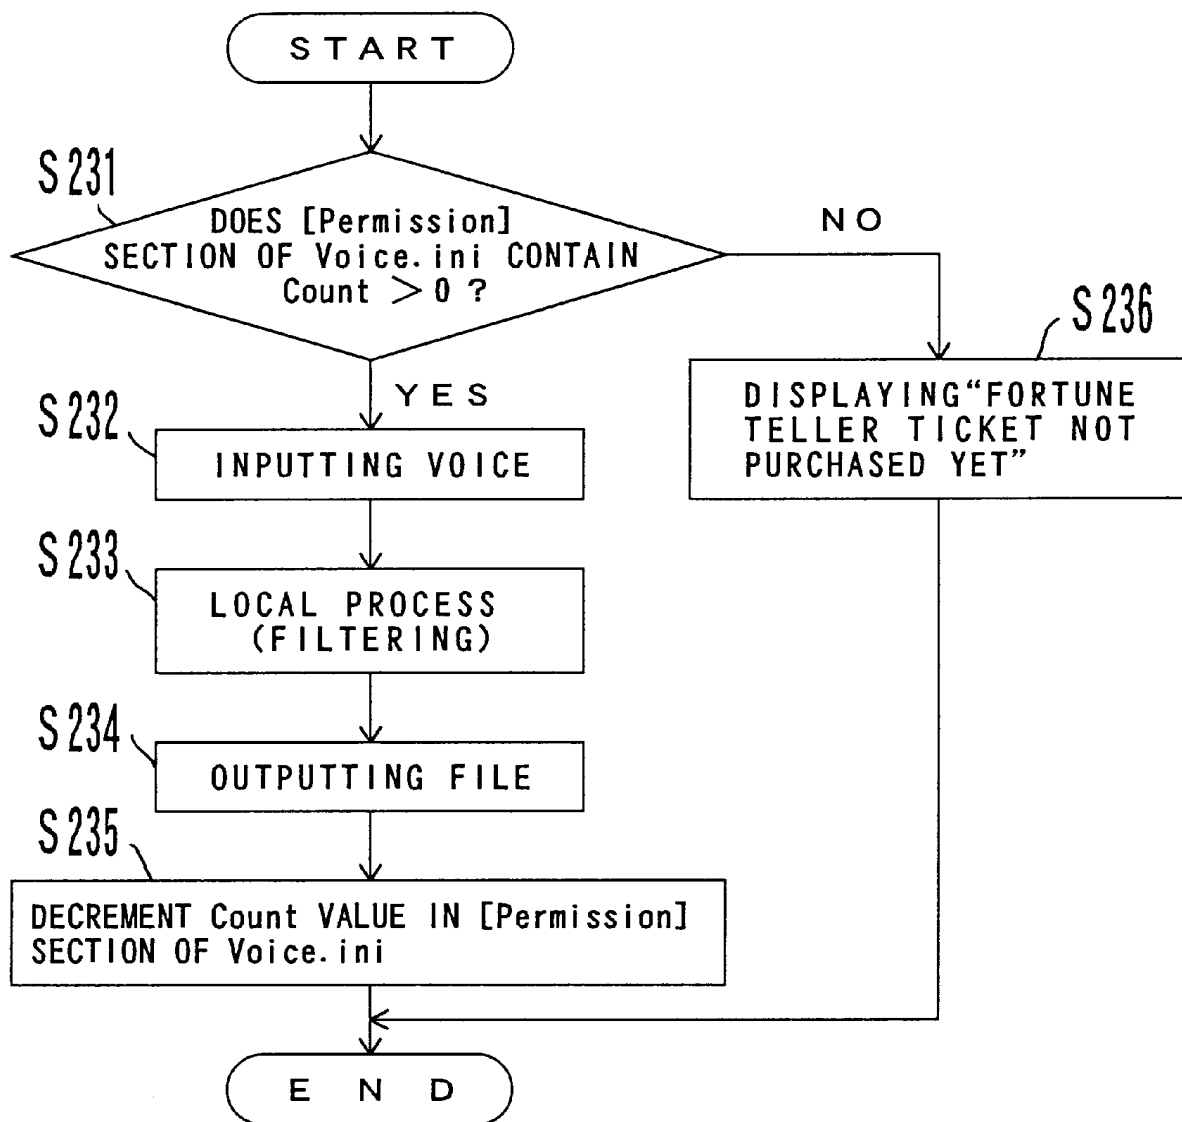 START
S231
DOES [Permission]
SECTION OF Voice.ini CONTAIN
Count > 0 ?
NO
YES
S236
DISPLAYING“FORTUNE
TELLER TICKET NOT
PURCHASED YET”
S232
INPUTTING VOICE
S233
LOCAL PROCESS
(FILTERING)
S234
OUTPUTTING FILE
S235
DECREMENT Count VALUE IN [Permission]
SECTION OF Voice.ini
END